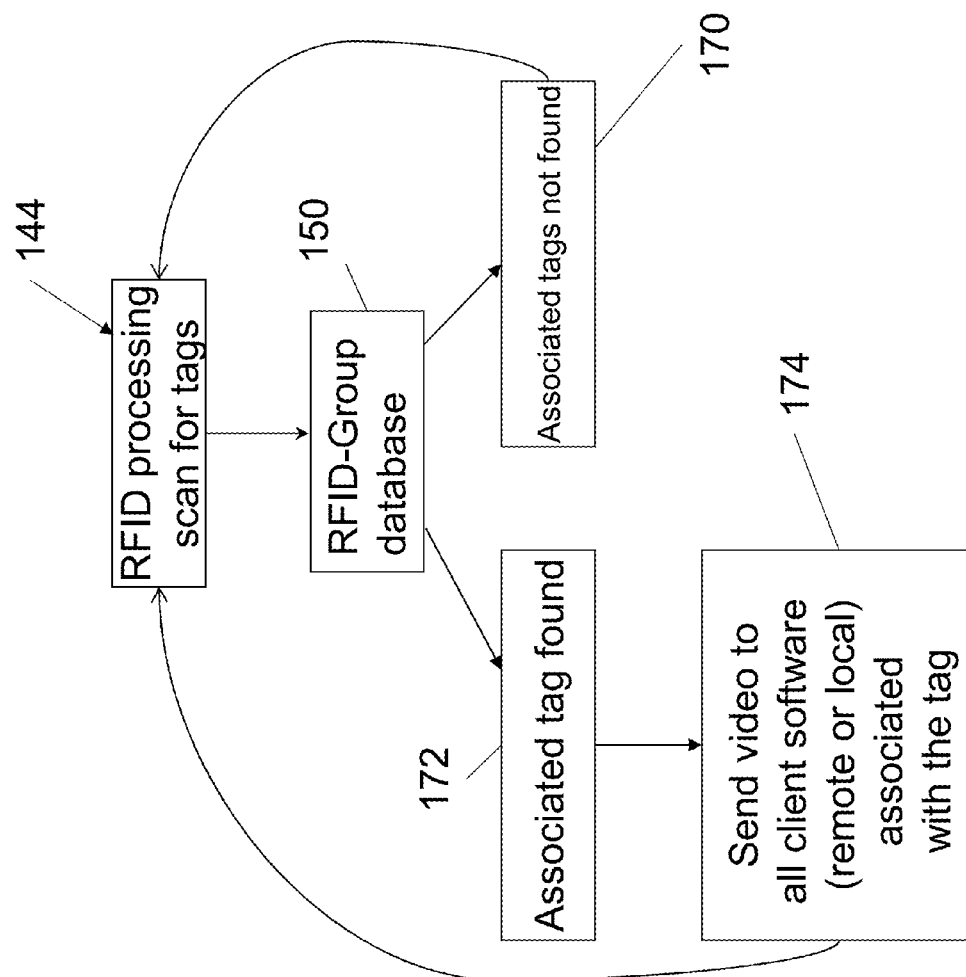 144
RFID processing
scan for tags
150
RFID-Group
database
172
Associated tag found
Associated tags not found
170
174
Send video to
all client software
(remote or local)
associated
with the tag